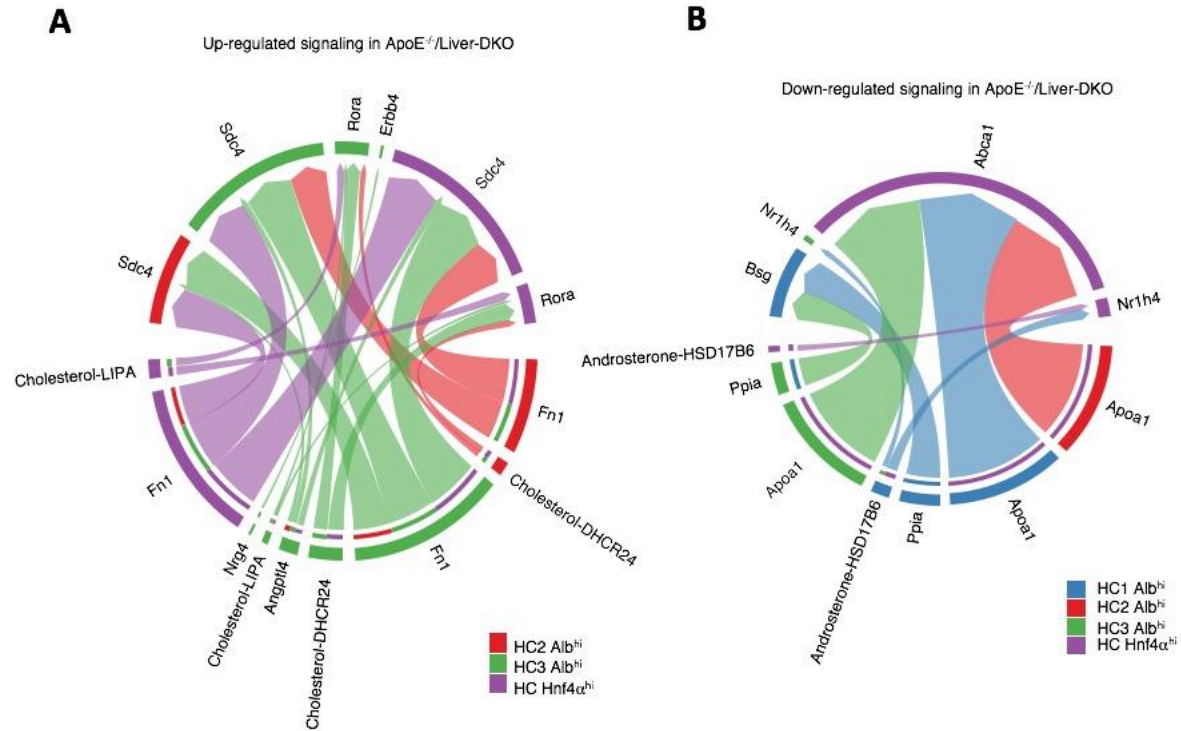 A
Up-regulated signaling in ApoE⁻/⁻/Liver-DKO
Sdc4
Rora
Erbb4
Sdc4
Sdc4
Rora
Cholesterol-LIPA
Fn1
Fn1
Cholesterol-DHCR24
Nrg4
Cholesterol-LIPA
Angptl4
Cholesterol-DHCR24
Fn1
HC2 Albʰⁱ
HC3 Albʰⁱ
HC Hnf4αʰⁱ
B
Down-regulated signaling in ApoE⁻/⁻/Liver-DKO
Abca1
Nr1h4
Bsg
Nr1h4
Androsterone-HSD17B6
Ppia
Apoa1
Apoa1
Androsterone-HSD17B6
Ppia
Apoa1
HC1 Albʰⁱ
HC2 Albʰⁱ
HC3 Albʰⁱ
HC Hnf4αʰⁱ